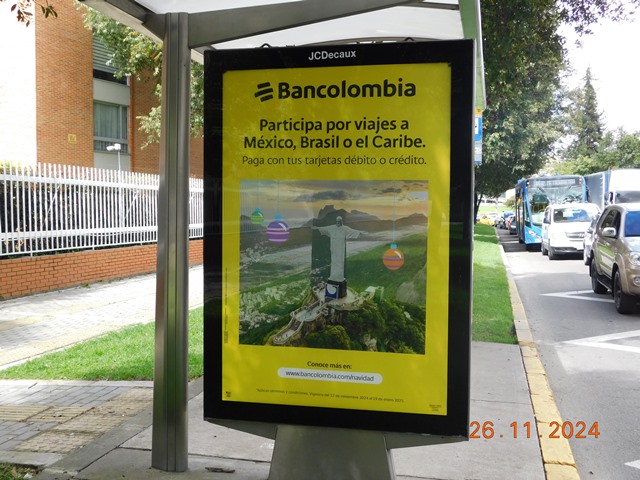 JCDecaux
Bancolombia
Participa por viajes a
México, Brasil o el Caribe.
Paga con tus tarjetas débito o crédito.
Conoce más en:
www.bancolombia.com/navidad
26.11.2024